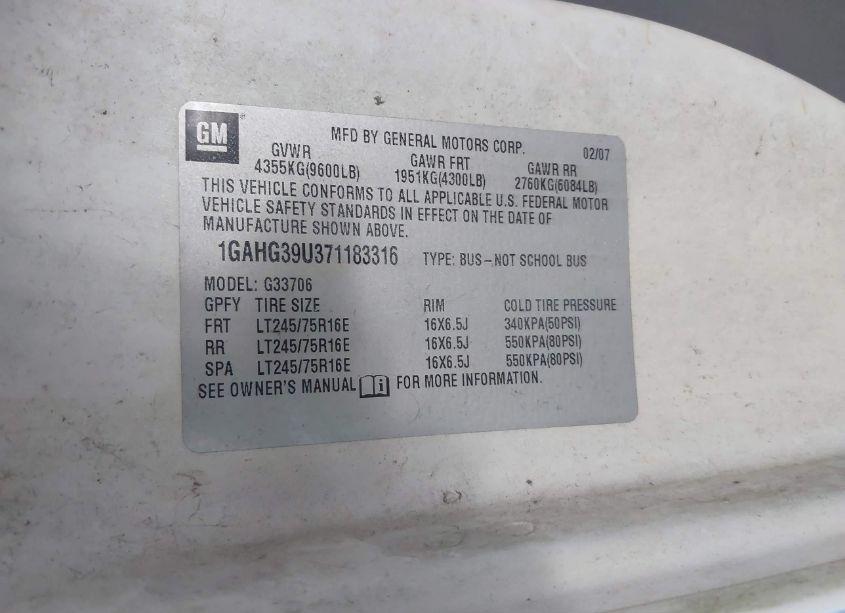 GM
MFD BY GENERAL MOTORS CORP. 02/07
GVWR GAWR FRT GAWR RR
4355KG(9600LB) 1951KG(4300LB) 2760KG(6084LB)
THIS VEHICLE CONFORMS TO ALL APPLICABLE U.S. FEDERAL MOTOR
VEHICLE SAFETY STANDARDS IN EFFECT ON THE DATE OF
MANUFACTURE SHOWN ABOVE.
1GAHG39U371183316 TYPE: BUS-NOT SCHOOL BUS
MODEL: G33706
GPFY TIRE SIZE RIM COLD TIRE PRESSURE
FRT LT245/75R16E 16X6.5J 340KPA(50PSI)
RR LT245/75R16E 16X6.5J 550KPA(80PSI)
SPA LT245/75R16E 16X6.5J 550KPA(80PSI)
SEE OWNER'S MANUAL FOR MORE INFORMATION.